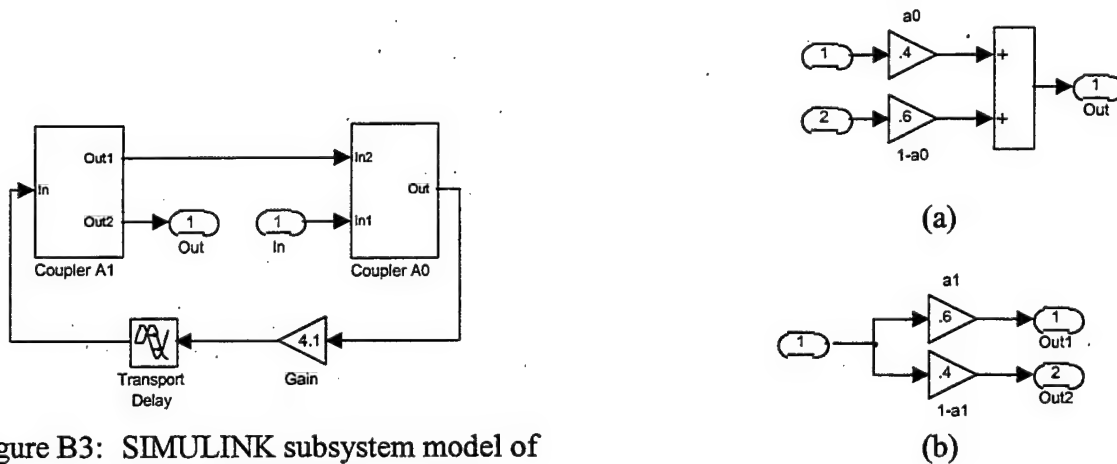 Out1
In
Out2
Coupler A1
1
Out
1
In
In2
Out
In1
Coupler A0
Transport
Delay
4.1
Gain
gure B3: SIMULINK subsystem model of
a0
1
.4
+
2
.6
+
1-a0
1
Out
(a)
a1
1
.6
1
Out1
.4
2
Out2
1-a1
(b)